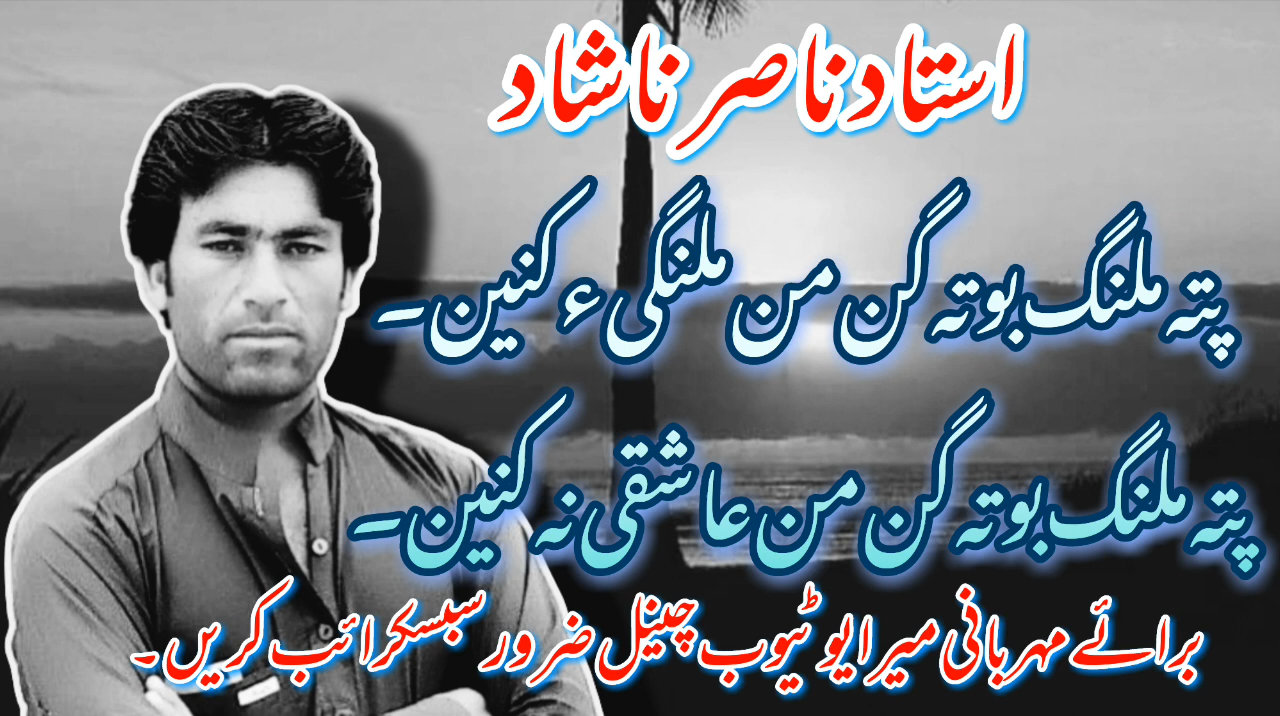 استاد ناصر ناشاد
پتہ ملنگ بوتہ گن من ملنگی ء کنین۔
پتہ ملنگ بوتہ گن من عاشقی نہ کنین۔
برائے مہربانی میرا یوٹیوب چینل ضرور سبسکرائب کریں۔